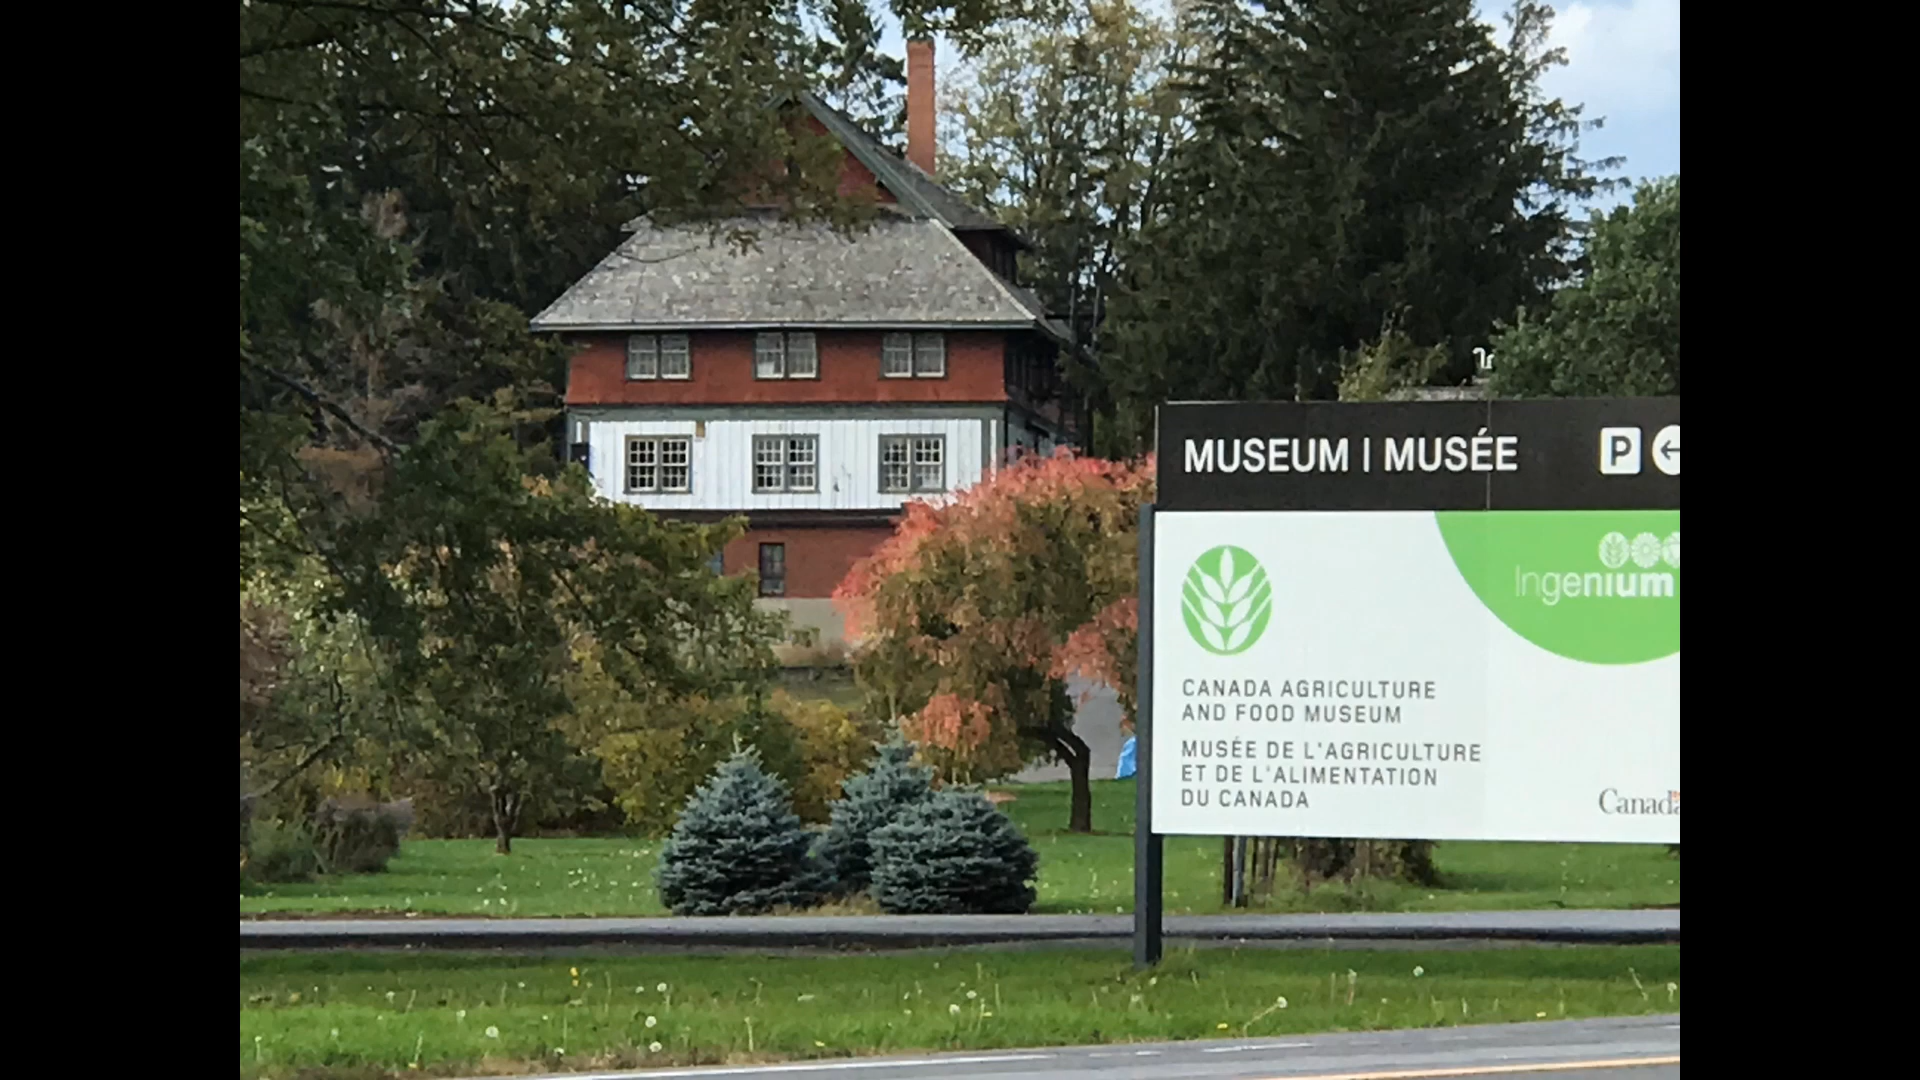 MUSEUM | MUSÉE P
Ingenium
CANADA AGRICULTURE
AND FOOD MUSEUM
MUSÉE DE L'AGRICULTURE
ET DE L'ALIMENTATION
DU CANADA
Canada